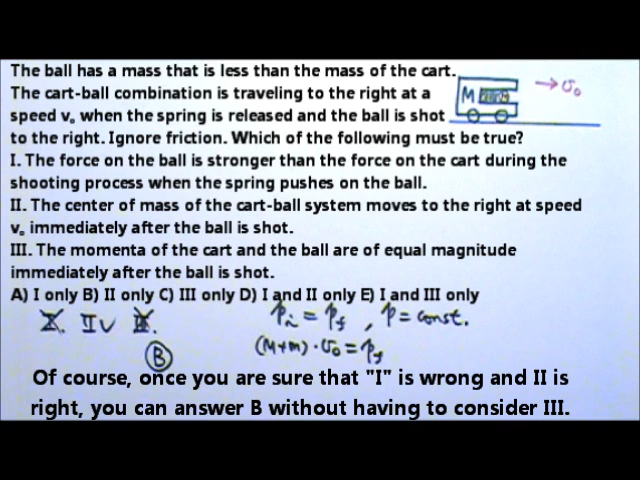 The ball has a mass that is less than the mass of the cart.
The cart-ball combination is traveling to the right at a
speed v₀ when the spring is released and the ball is shot
to the right. Ignore friction. Which of the following must be true?
M
→ v₀
I. The force on the ball is stronger than the force on the cart during the
shooting process when the spring pushes on the ball.
II. The center of mass of the cart-ball system moves to the right at speed
v₀ immediately after the ball is shot.
III. The momenta of the cart and the ball are of equal magnitude
immediately after the ball is shot.
A) I only B) II only C) III only D) I and II only E) I and III only
I. II✓ III.
p_i = p_f , p = const.
(M+m)·v₀ = p_f
B
Of course, once you are sure that "I" is wrong and II is
right, you can answer B without having to consider III.